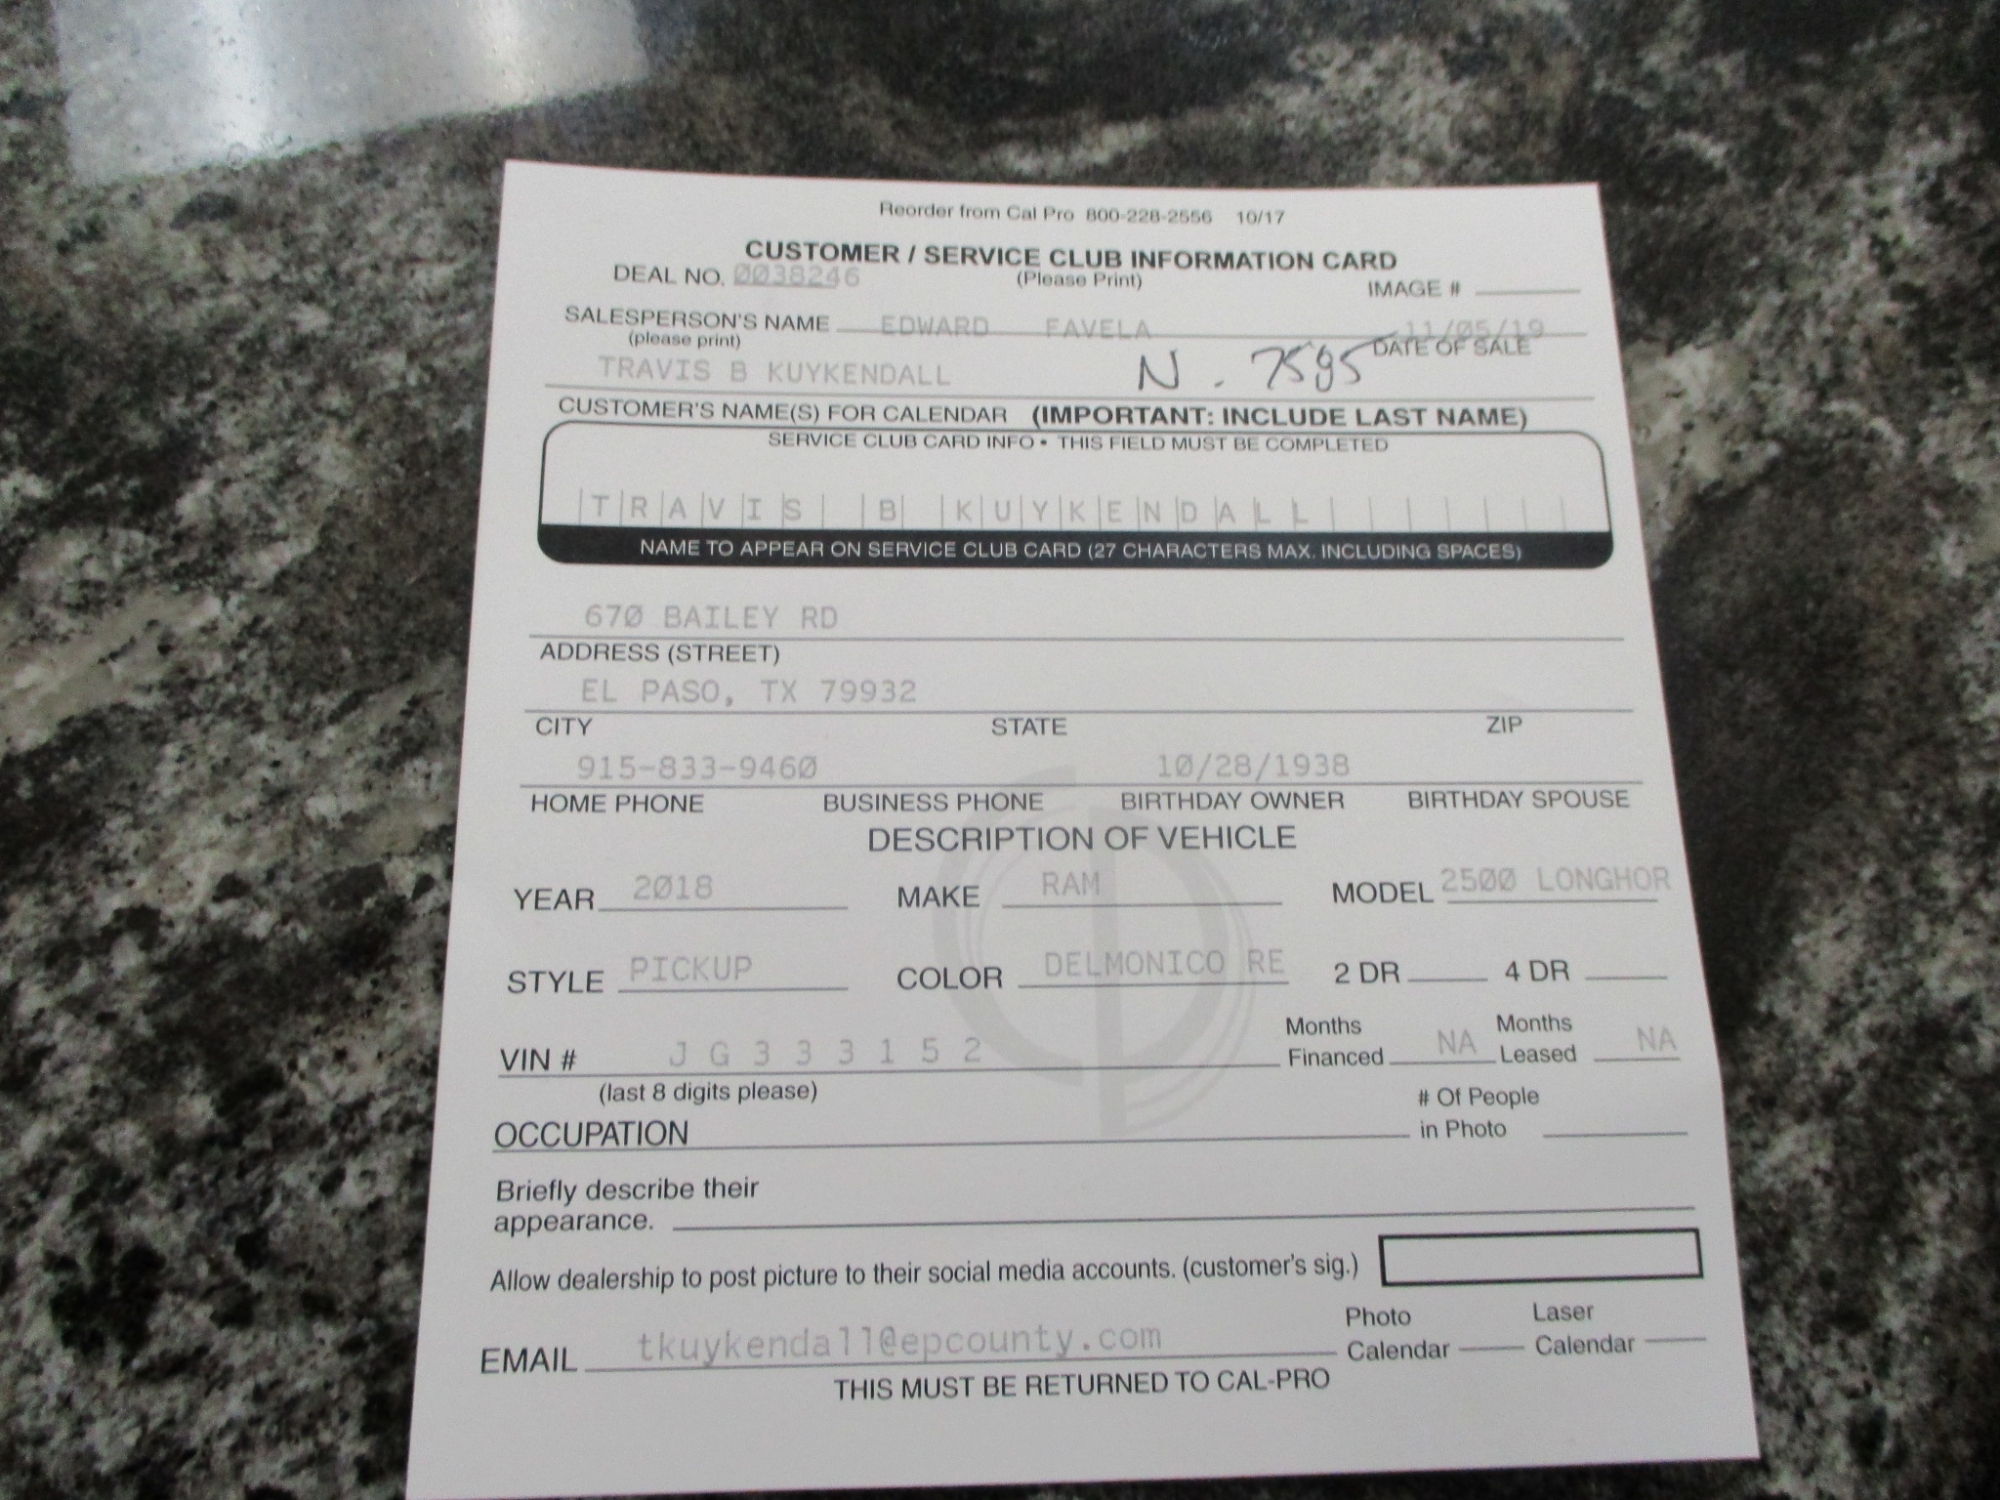 Reorder from Cal Pro 800-228-2556 10/17
CUSTOMER / SERVICE CLUB INFORMATION CARD
DEAL NO. 0038246 (Please Print) IMAGE #
SALESPERSON'S NAME EDWARD FAVELA 11/05/19
(please print) DATE OF SALE
TRAVIS B KUYKENDALL N. 7595
CUSTOMER'S NAME(S) FOR CALENDAR (IMPORTANT: INCLUDE LAST NAME)
SERVICE CLUB CARD INFO • THIS FIELD MUST BE COMPLETED
TRAVIS B KUYKENDALL
NAME TO APPEAR ON SERVICE CLUB CARD (27 CHARACTERS MAX. INCLUDING SPACES)
670 BAILEY RD
ADDRESS (STREET)
EL PASO, TX 79932
CITY STATE ZIP
915-833-9460 10/28/1938
HOME PHONE BUSINESS PHONE BIRTHDAY OWNER BIRTHDAY SPOUSE
DESCRIPTION OF VEHICLE
YEAR 2018 MAKE RAM MODEL 2500 LONGHOR
STYLE PICKUP COLOR DELMONICO RE 2 DR 4 DR
Months Months
VIN # J G 3 3 3 1 5 2 Financed NA Leased NA
(last 8 digits please) # Of People
OCCUPATION in Photo
Briefly describe their
appearance.
Allow dealership to post picture to their social media accounts. (customer's sig.)
Photo Laser
EMAIL tkuykendall@epcounty.com Calendar Calendar
THIS MUST BE RETURNED TO CAL-PRO